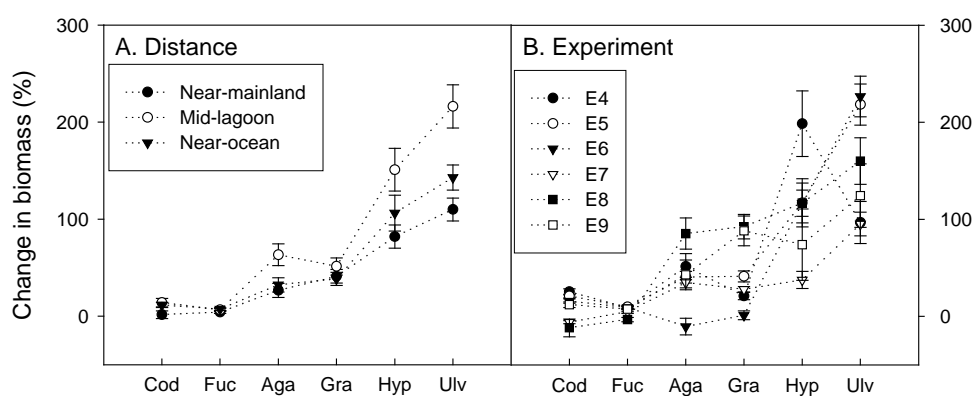 A. Distance
Near-mainland
Mid-lagoon
Near-ocean
Change in biomass (%)
300
200
100
0
Cod Fuc Aga Gra Hyp Ulv
B. Experiment
E4
E5
E6
E7
E8
E9
300
200
100
0
Cod Fuc Aga Gra Hyp Ulv